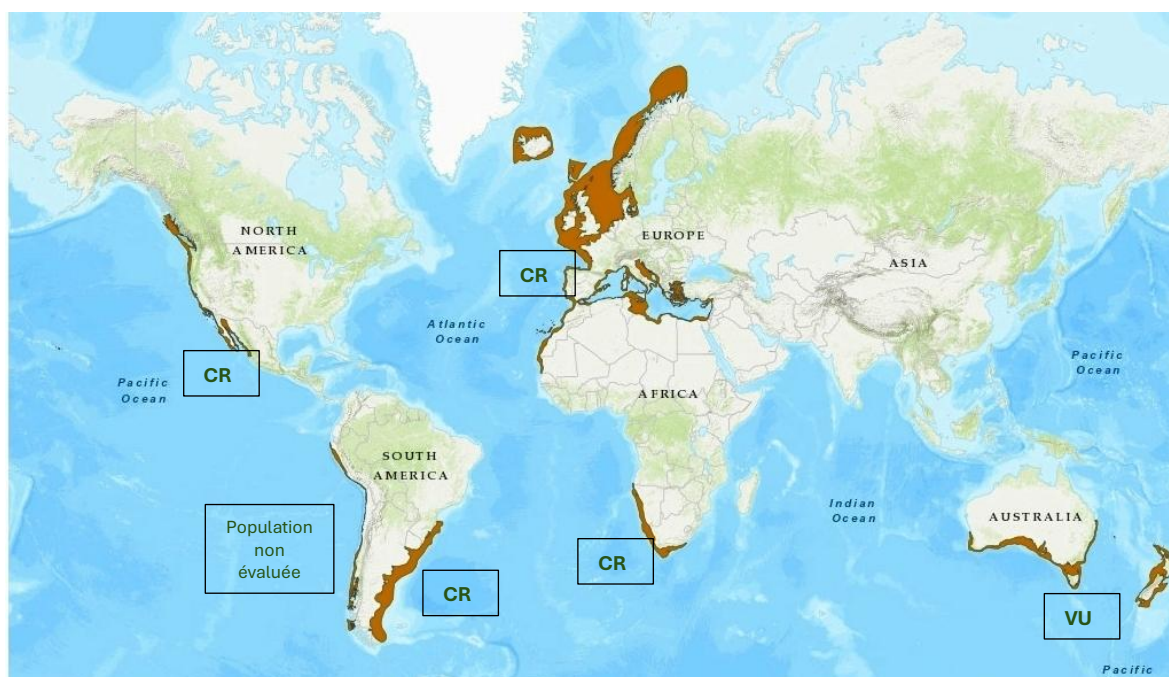 NORTH
AMERICA
EUROPE
ASIA
CR
Atlantic
Ocean
Pacific
Ocean
CR
Pacific
Ocean
AFRICA
SOUTH
AMERICA
Indian
Ocean
AUSTRALIA
Population
non
évaluée
CR
CR
VU
Pacific